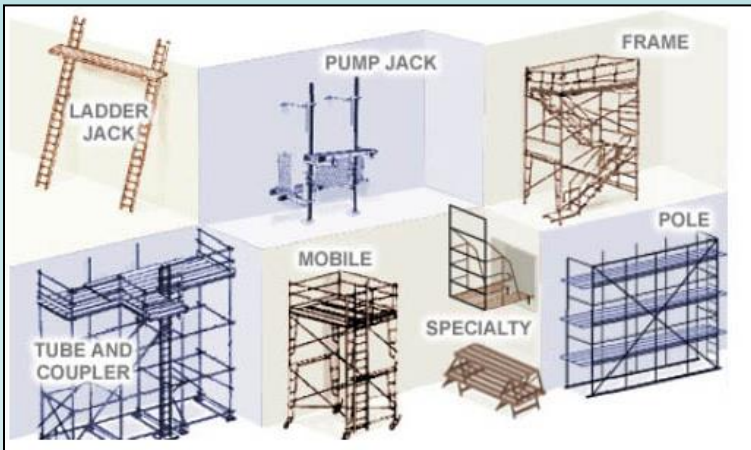 LADDER
JACK
PUMP JACK
FRAME
TUBE AND
COUPLER
MOBILE
SPECIALTY
POLE